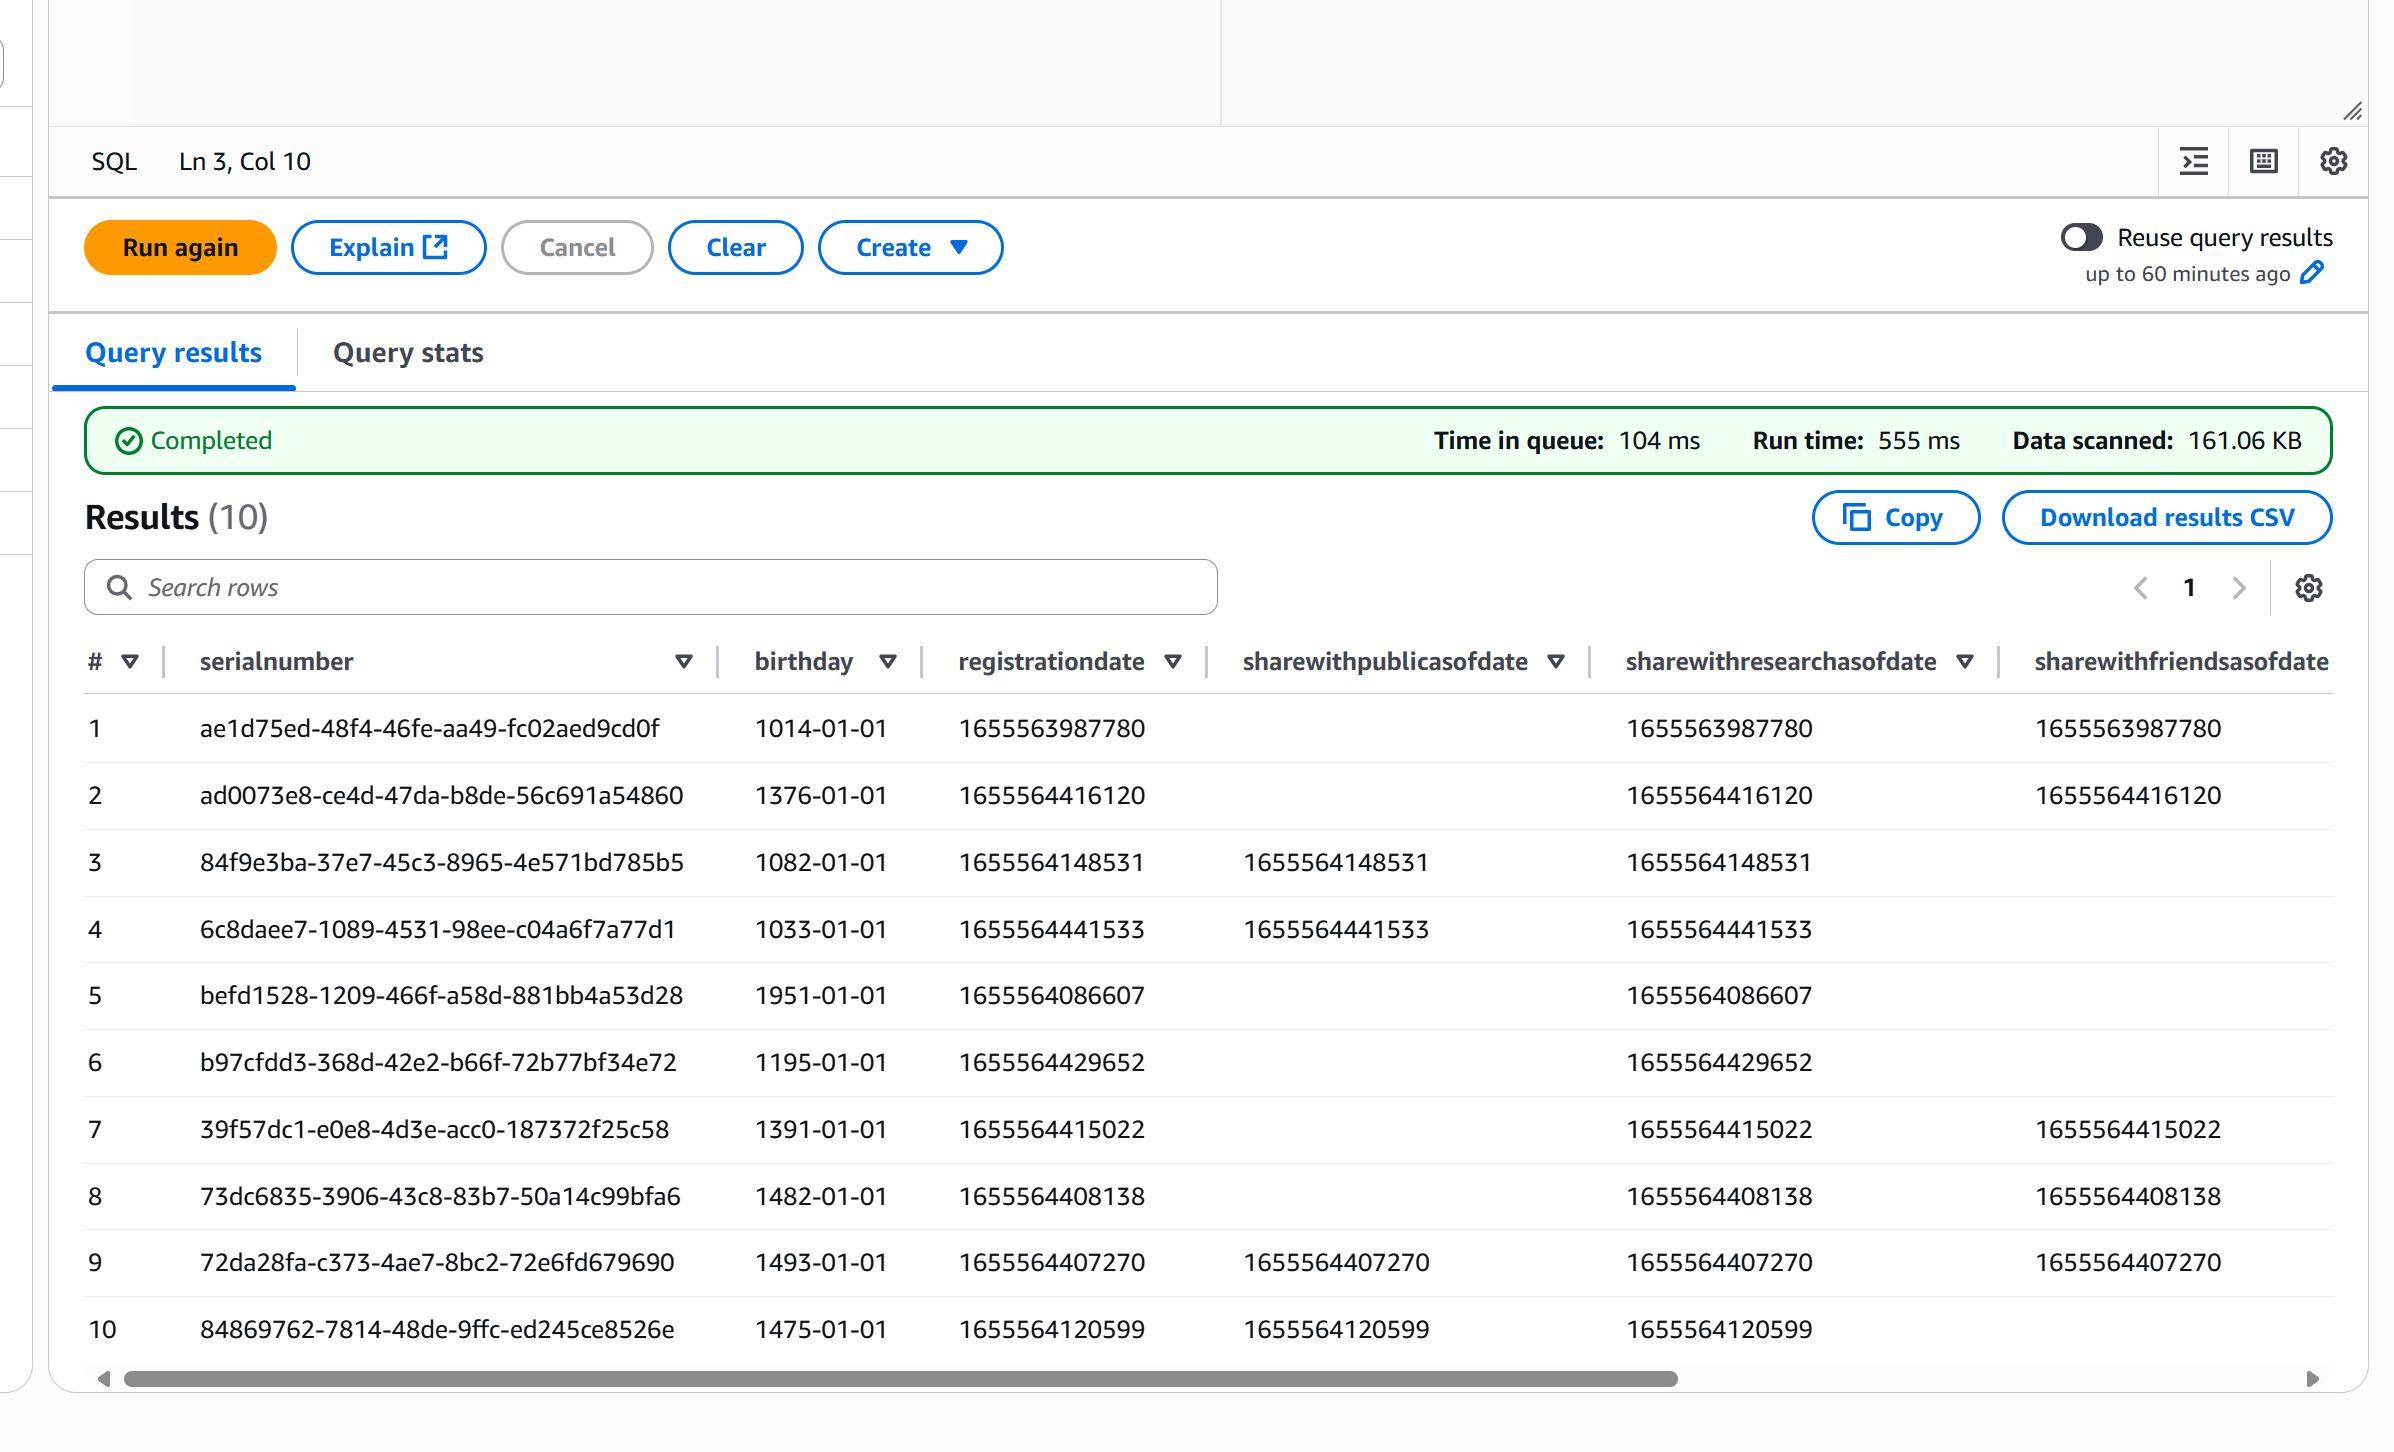 SQL Ln 3, Col 10
Run again Explain Cancel Clear Create Reuse query results
up to 60 minutes ago
Query results Query stats
Completed Time in queue: 104 ms Run time: 555 ms Data scanned: 161.06 KB
Results (10) Copy Download results CSV
Search rows 1
# serialnumber birthday registrationdate sharewithpublicasofdate sharewithresearchasofdate sharewithfriendsasofdate
1 ae1d75ed-48f4-46fe-aa49-fc02aed9cd0f 1014-01-01 1655563987780 1655563987780 1655563987780
2 ad0073e8-ce4d-47da-b8de-56c691a54860 1376-01-01 1655564416120 1655564416120 1655564416120
3 84f9e3ba-37e7-45c3-8965-4e571bd785b5 1082-01-01 1655564148531 1655564148531 1655564148531
4 6c8daee7-1089-4531-98ee-c04a6f7a77d1 1033-01-01 1655564441533 1655564441533 1655564441533
5 befd1528-1209-466f-a58d-881bb4a53d28 1951-01-01 1655564086607 1655564086607
6 b97cfdd3-368d-42e2-b66f-72b77bf34e72 1195-01-01 1655564429652 1655564429652
7 39f57dc1-e0e8-4d3e-acc0-187372f25c58 1391-01-01 1655564415022 1655564415022 1655564415022
8 73dc6835-3906-43c8-83b7-50a14c99bfa6 1482-01-01 1655564408138 1655564408138 1655564408138
9 72da28fa-c373-4ae7-8bc2-72e6fd679690 1493-01-01 1655564407270 1655564407270 1655564407270 1655564407270
10 84869762-7814-48de-9ffc-ed245ce8526e 1475-01-01 1655564120599 1655564120599 1655564120599